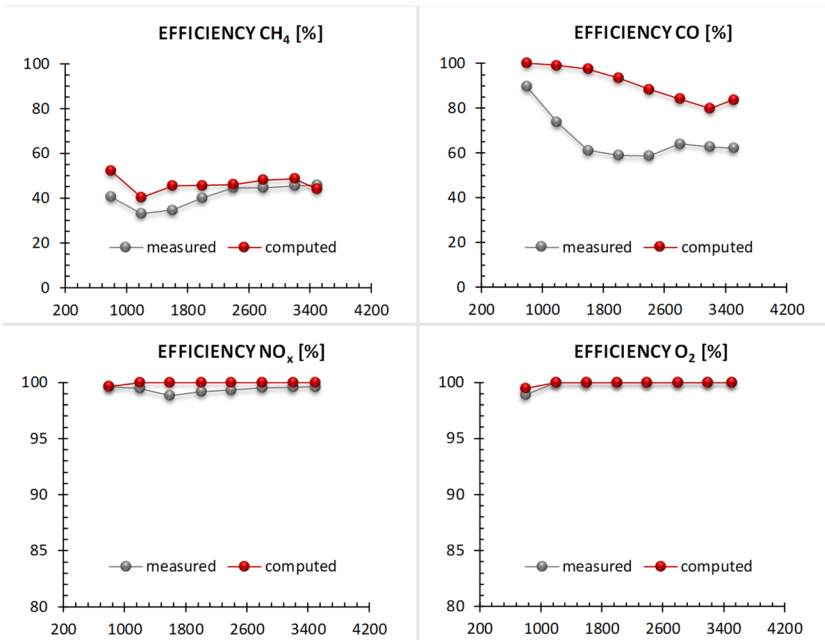 EFFICIENCY CH₄ [%]
100
80
60
40
20
0
measured computed
200 1000 1800 2600 3400 4200
EFFICIENCY CO [%]
100
80
60
40
20
0
measured computed
200 1000 1800 2600 3400 4200
EFFICIENCY NOₓ [%]
100
95
90
85
80
measured computed
200 1000 1800 2600 3400 4200
EFFICIENCY O₂ [%]
100
95
90
85
80
measured computed
200 1000 1800 2600 3400 4200